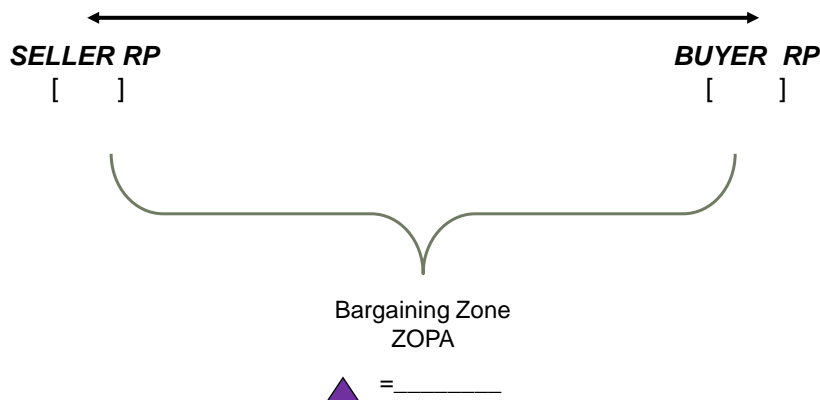 SELLER RP BUYER RP
[ ] [ ]
Bargaining Zone
ZOPA
=________